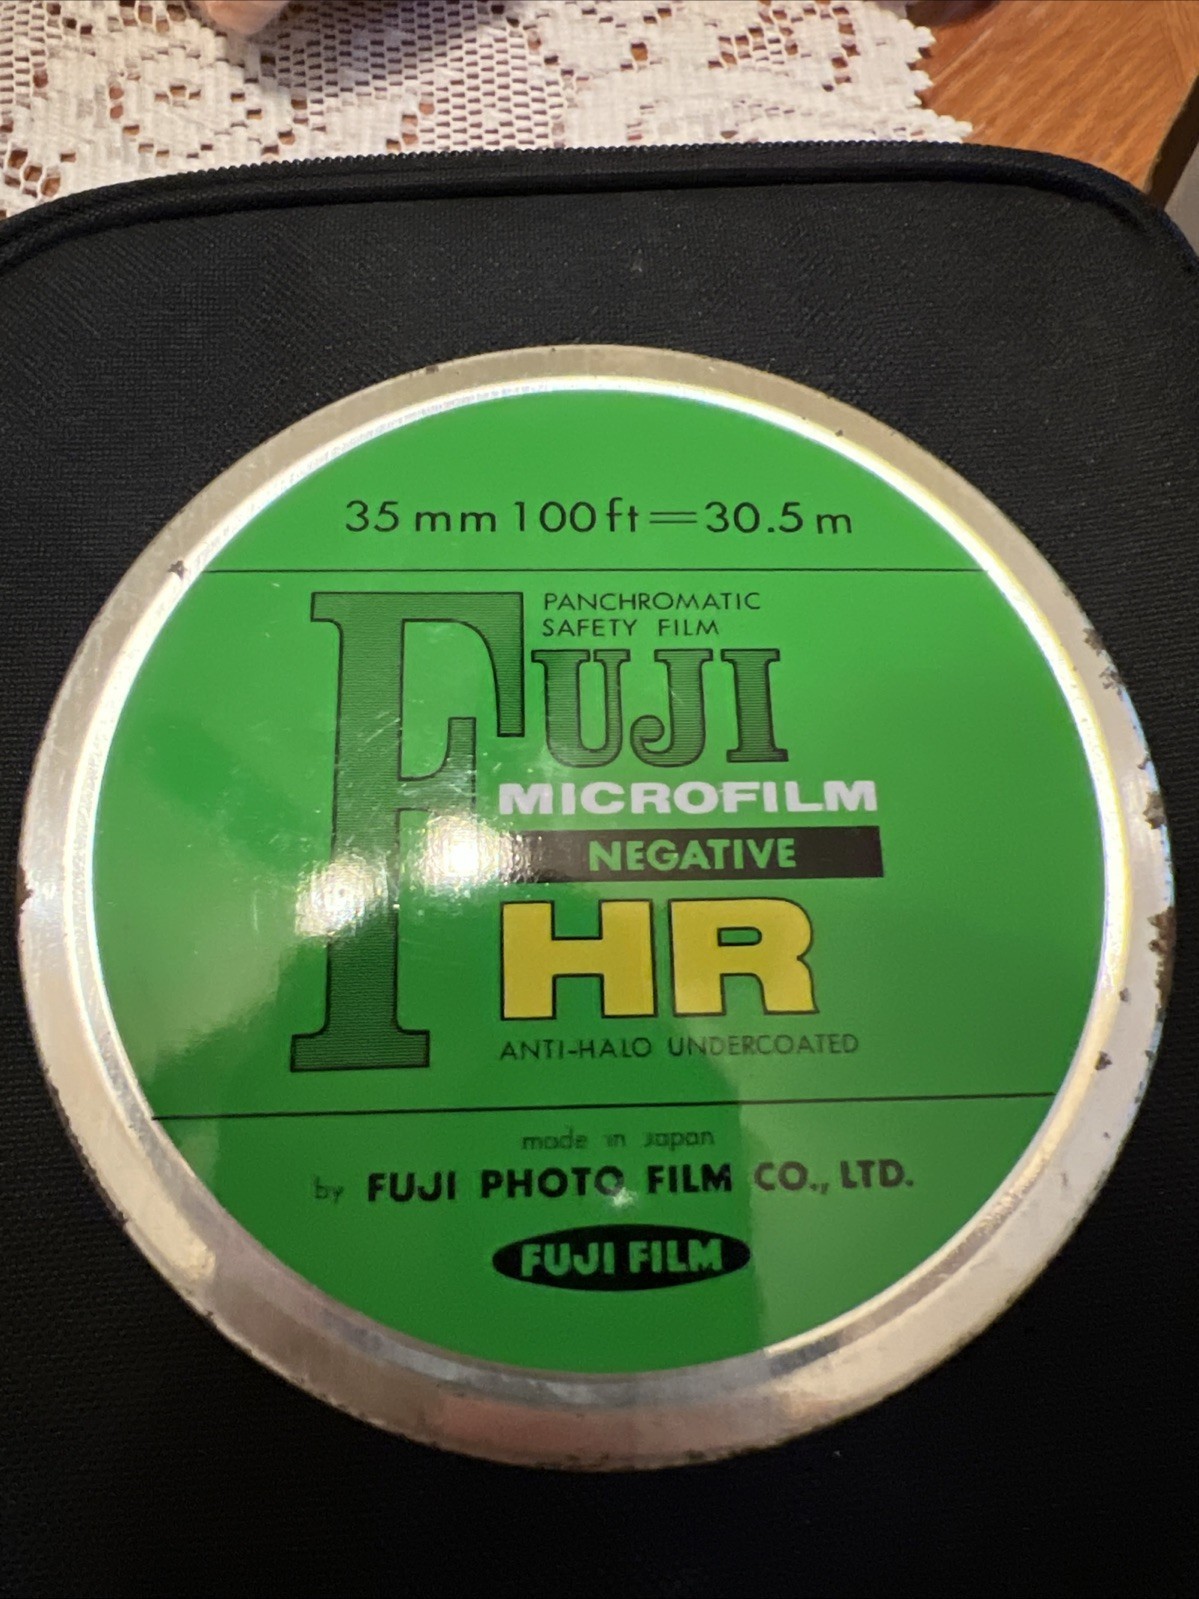 35 mm 100 ft = 30.5 m
PANCHROMATIC
SAFETY FILM
FUJI
MICROFILM
NEGATIVE
HR
ANTI-HALO UNDERCOATED
made in Japan
by FUJI PHOTO FILM CO., LTD.
FUJI FILM